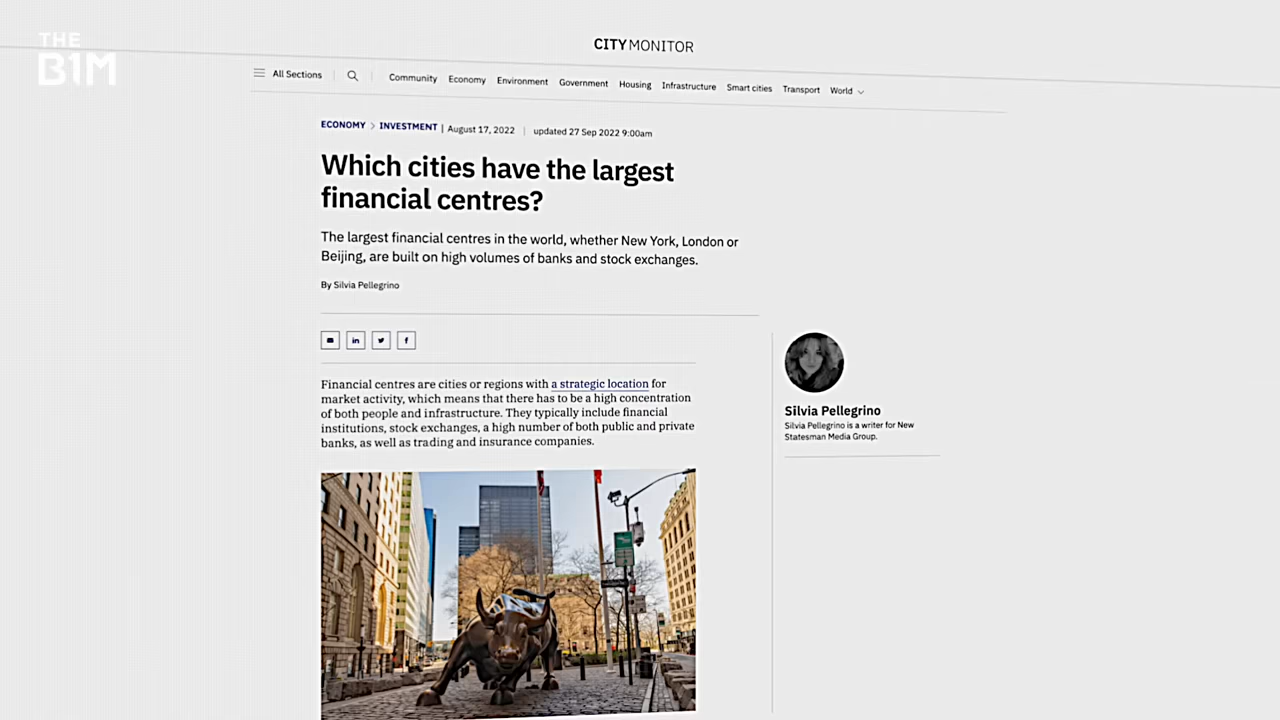 THE
B1M
CITYMONITOR
All Sections
Community Economy Environment Government Housing Infrastructure Smart cities Transport World
ECONOMY > INVESTMENT | August 17, 2022 | updated 27 Sep 2022 9:00am
Which cities have the largest
financial centres?
The largest financial centres in the world, whether New York, London or
Beijing, are built on high volumes of banks and stock exchanges.
By Silvia Pellegrino
Financial centres are cities or regions with a strategic location for
market activity, which means that there has to be a high concentration
of both people and infrastructure. They typically include financial
institutions, stock exchanges, a high number of both public and private
banks, as well as trading and insurance companies.
Silvia Pellegrino
Silvia Pellegrino is a writer for New
Statesman Media Group.